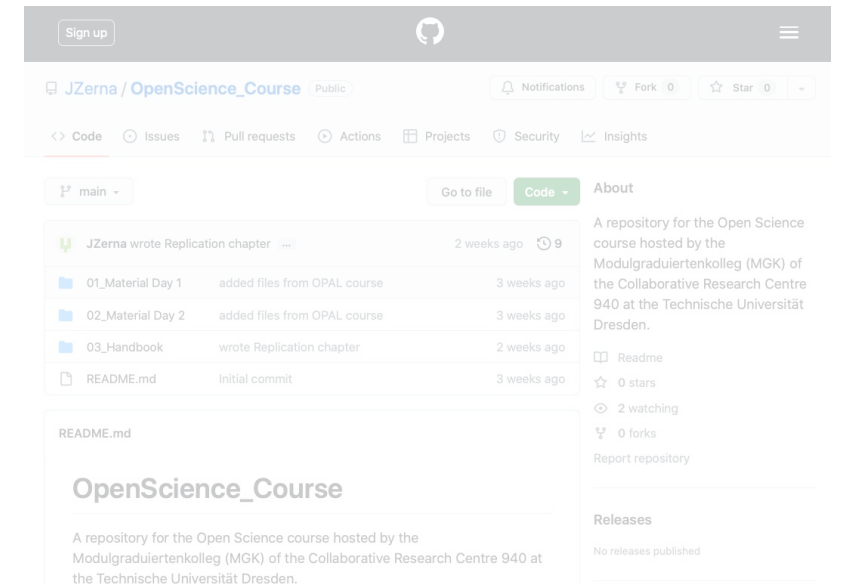 Sign up
JZerna / OpenScience_Course Public
Notifications Fork 0 Star 0
Code Issues Pull requests Actions Projects Security Insights
main Go to file Code
JZerna wrote Replication chapter ... 2 weeks ago 9
01_Material Day 1 added files from OPAL course 3 weeks ago
02_Material Day 2 added files from OPAL course 3 weeks ago
03_Handbook wrote Replication chapter 2 weeks ago
README.md Initial commit 3 weeks ago
README.md
OpenScience_Course
A repository for the Open Science course hosted by the
Modulgraduiertenkolleg (MGK) of the Collaborative Research Centre 940 at
the Technische Universität Dresden.
About
A repository for the Open Science
course hosted by the
Modulgraduiertenkolleg (MGK) of
the Collaborative Research Centre
940 at the Technische Universität
Dresden.
Readme
0 stars
2 watching
0 forks
Report repository
Releases
No releases published